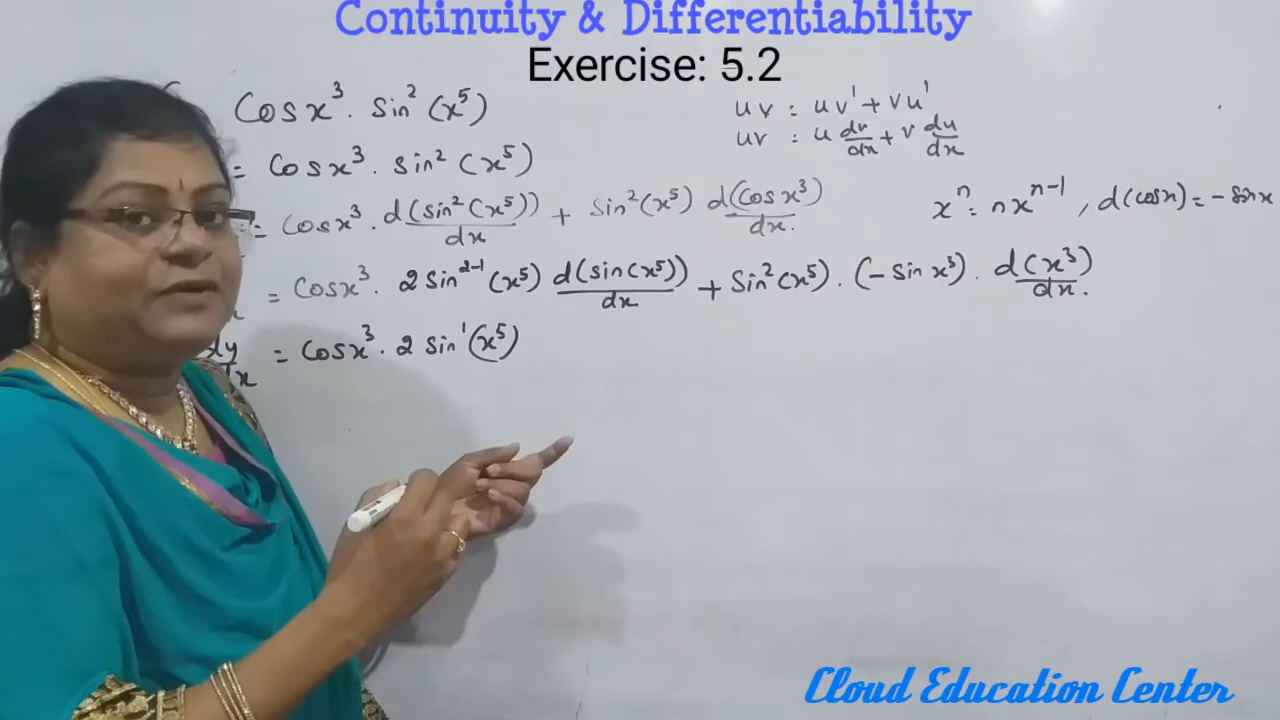 Continuity & Differentiability
Exercise: 5.2
Cos x³ . Sin² (x⁵)
uv = uv' + vu'
uv = u dv/dx + v du/dx
= Cos x³ . Sin² (x⁵)
= Cos x³ . d(Sin² (x⁵))/dx + Sin² (x⁵) d(Cos x³)/dx.
xⁿ = nxⁿ⁻¹ , d(cos x) = - Sin x
= Cos x³ . 2 Sin²⁻¹ (x⁵) d(Sin(x⁵))/dx + Sin² (x⁵) . (- Sin x³) . d(x³)/dx.
dy/dx = Cos x³ . 2 Sin¹ (x⁵)
Cloud Education Center